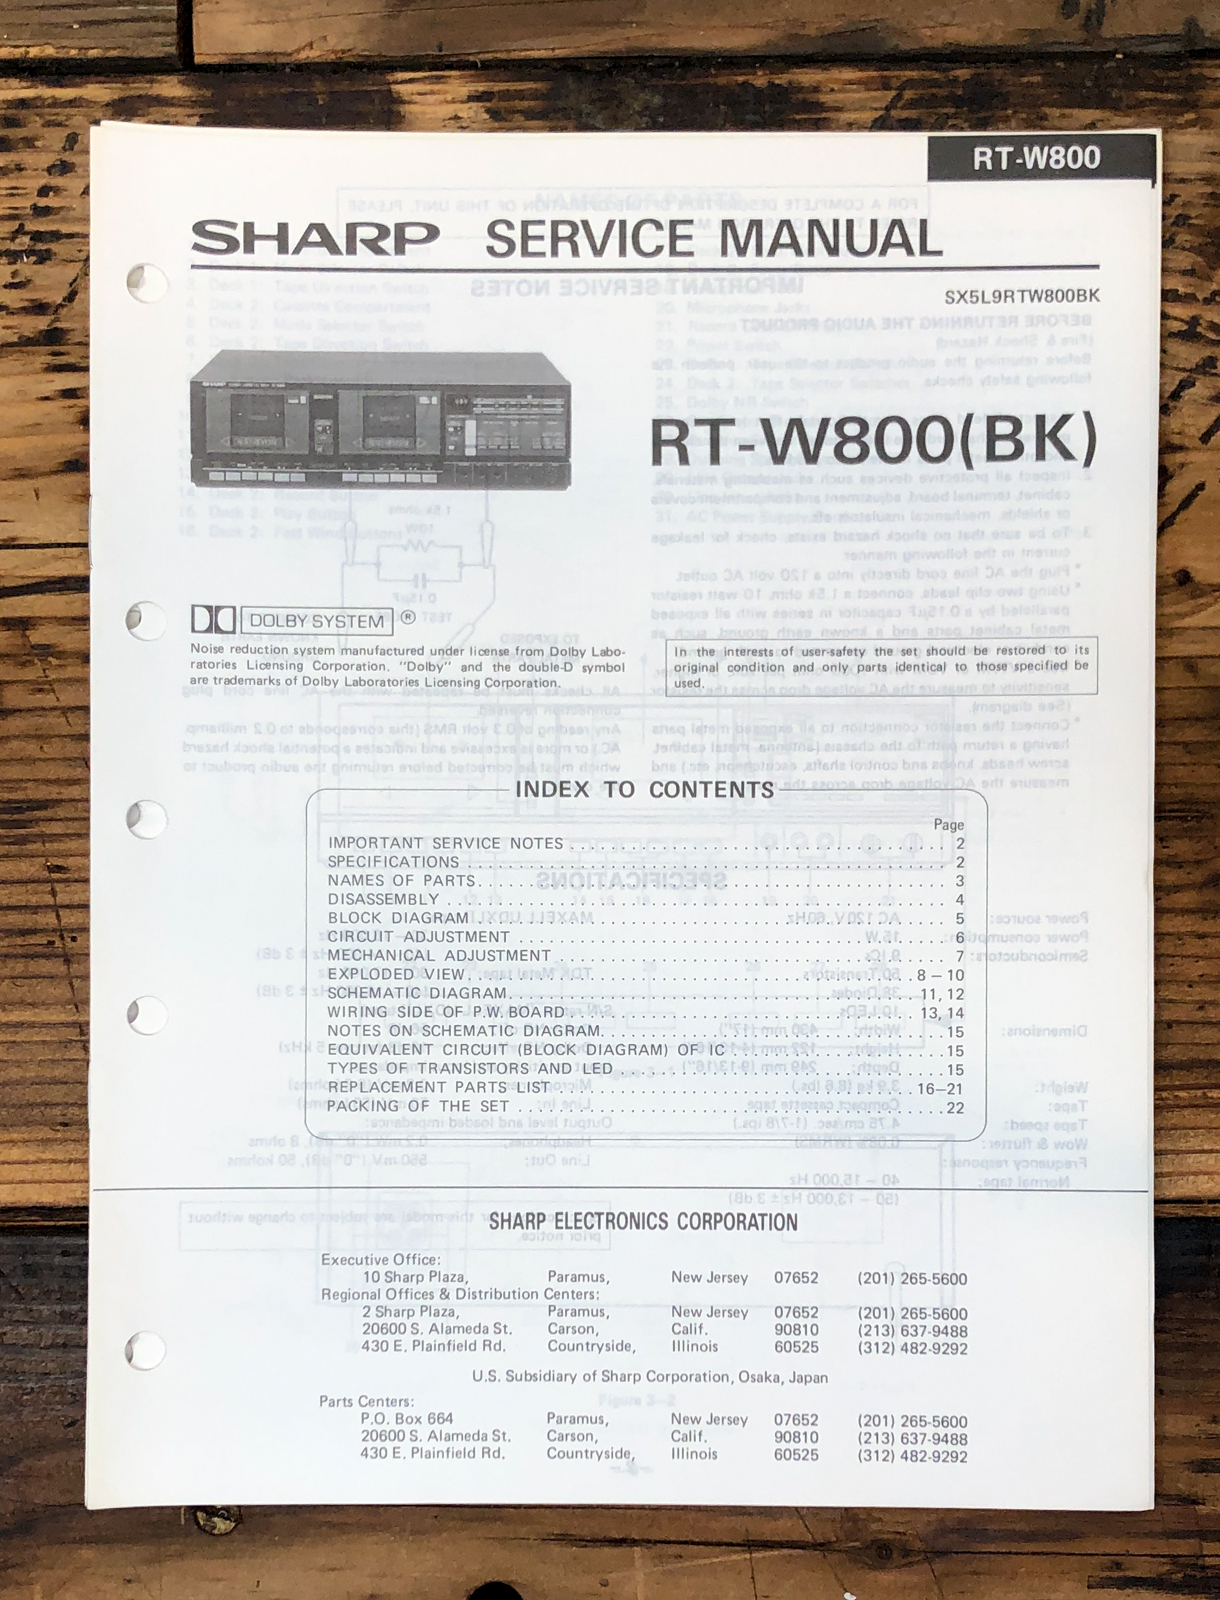 RT-W800
SHARP SERVICE MANUAL
SX5L9RTW800BK
SHARP
RT-W800(BK)
DOLBY SYSTEM ®
Noise reduction system manufactured under license from Dolby Labo-
ratories Licensing Corporation. "Dolby" and the double-D symbol
are trademarks of Dolby Laboratories Licensing Corporation.
In the interests of user-safety the set should be restored to its
original condition and only parts identical to those specified be
used.
INDEX TO CONTENTS
Page
IMPORTANT SERVICE NOTES . . . . . . . . . . . . . . . . . . . . 2
SPECIFICATIONS . . . . . . . . . . . . . . . . . . . . 2
NAMES OF PARTS. . . . . . . . . . . . . . . . . . . . 3
DISASSEMBLY . . . . . . . . . . . . . . . . . . . . 4
BLOCK DIAGRAM . . . . . . . . . . . . . . . . . . . . 5
CIRCUIT ADJUSTMENT . . . . . . . . . . . . . . . . . . . . 6
MECHANICAL ADJUSTMENT . . . . . . . . . . . . . . . . . . . . 7
EXPLODED VIEW. . . . . . . . . . . . . . . . . . . . 8 – 10
SCHEMATIC DIAGRAM. . . . . . . . . . . . . . . . . . . . 11, 12
WIRING SIDE OF P.W. BOARD . . . . . . . . . . . . . . . . . . . . 13, 14
NOTES ON SCHEMATIC DIAGRAM. . . . . . . . . . . . . . . . . . . . 15
EQUIVALENT CIRCUIT (BLOCK DIAGRAM) OF IC . . . . . . . . . . . . . . . . . . . . 15
TYPES OF TRANSISTORS AND LED . . . . . . . . . . . . . . . . . . . . 15
REPLACEMENT PARTS LIST . . . . . . . . . . . . . . . . . . . . 16–21
PACKING OF THE SET . . . . . . . . . . . . . . . . . . . . 22
SHARP ELECTRONICS CORPORATION
Executive Office:
10 Sharp Plaza, Paramus, New Jersey 07652 (201) 265-5600
Regional Offices & Distribution Centers:
2 Sharp Plaza, Paramus, New Jersey 07652 (201) 265-5600
20600 S. Alameda St. Carson, Calif. 90810 (213) 637-9488
430 E. Plainfield Rd. Countryside, Illinois 60525 (312) 482-9292
U.S. Subsidiary of Sharp Corporation, Osaka, Japan
Parts Centers:
P.O. Box 664 Paramus, New Jersey 07652 (201) 265-5600
20600 S. Alameda St. Carson, Calif. 90810 (213) 637-9488
430 E. Plainfield Rd. Countryside, Illinois 60525 (312) 482-9292